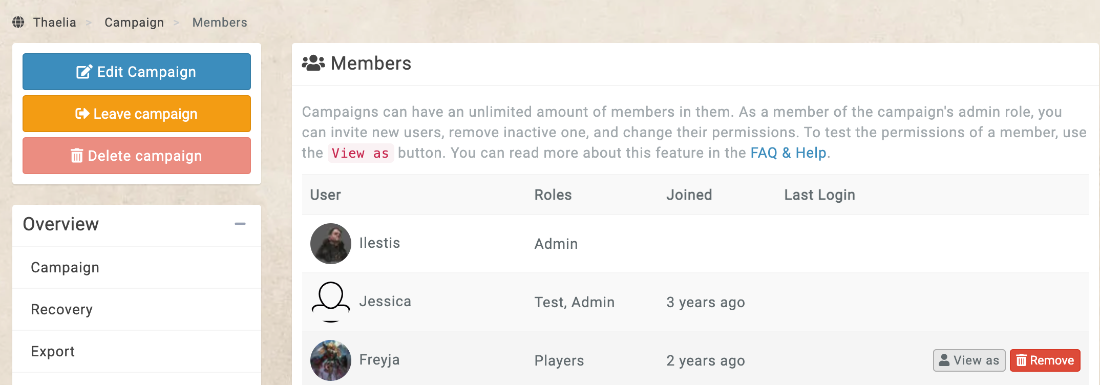 Thaelia > Campaign > Members
Edit Campaign
Leave campaign
Delete campaign
Overview
Campaign
Recovery
Export
Members
Campaigns can have an unlimited amount of members in them. As a member of the campaign's admin role, you
can invite new users, remove inactive one, and change their permissions. To test the permissions of a member, use
the View as button. You can read more about this feature in the FAQ & Help.
User Roles Joined Last Login
Ilestis Admin
Jessica Test, Admin 3 years ago
Freyja Players 2 years ago View as Remove